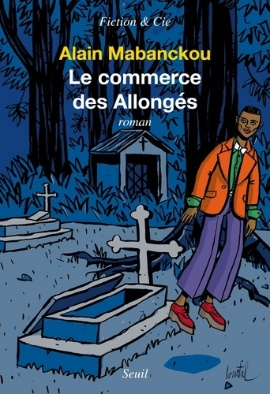 Fiction & Cie
Alain Mabanckou
Le commerce
des Allongés
roman
Seuil